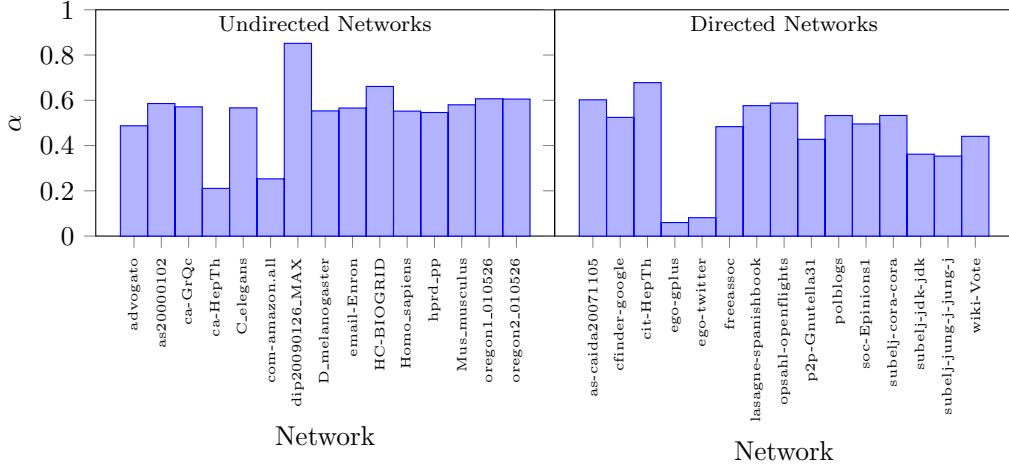 Undirected Networks
Directed Networks
1
0.8
0.6
0.4
0.2
0
α
advogato
as20000102
ca-GrQc
ca-HepTh
C_elegans
com-amazon.all
dip20090126_MAX
D_melanogaster
email-Enron
HC-BIOGRID
Homo_sapiens
hprd_pp
Mus_musculus
oregon1_010526
oregon2_010526
Network
as-caida20071105
cfinder-google
cit-HepTh
ego-gplus
ego-twitter
freeassoc
lasagne-spanishbook
opsahl-openflights
p2p-Gnutella31
polblogs
soc-Epinions1
subelj-cora-cora
subelj-jdk-jdk
subelj-jung-j-jung-j
wiki-Vote
Network